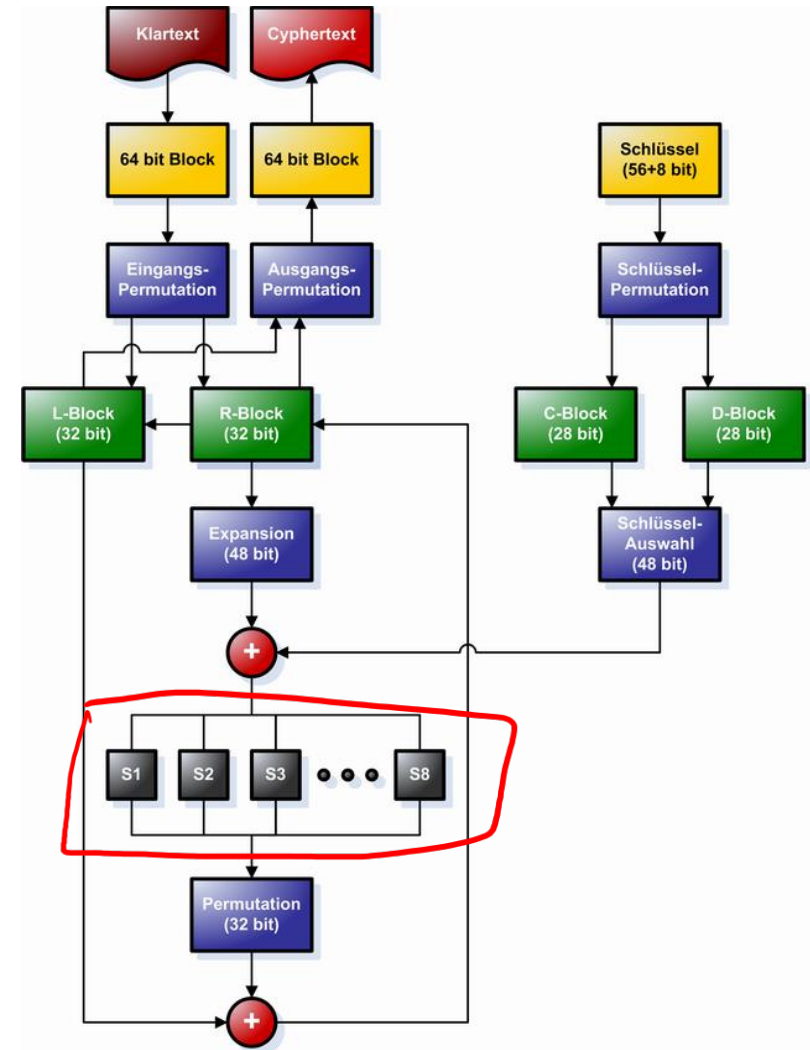 Klartext
Cyphertext
64 bit Block
64 bit Block
Schlüssel
(56+8 bit)
Eingangs-
Permutation
Ausgangs-
Permutation
Schlüssel-
Permutation
L-Block
(32 bit)
R-Block
(32 bit)
C-Block
(28 bit)
D-Block
(28 bit)
Expansion
(48 bit)
Schlüssel-
Auswahl
(48 bit)
+
S1
S2
S3
S8
Permutation
(32 bit)
+